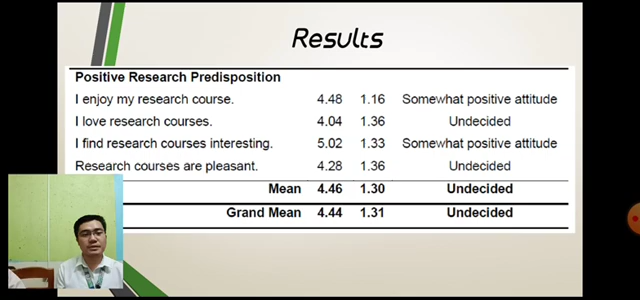 Results
Positive Research Predisposition
I enjoy my research course. 4.48 1.16 Somewhat positive attitude
I love research courses. 4.04 1.36 Undecided
I find research courses interesting. 5.02 1.33 Somewhat positive attitude
Research courses are pleasant. 4.28 1.36 Undecided
Mean 4.46 1.30 Undecided
Grand Mean 4.44 1.31 Undecided